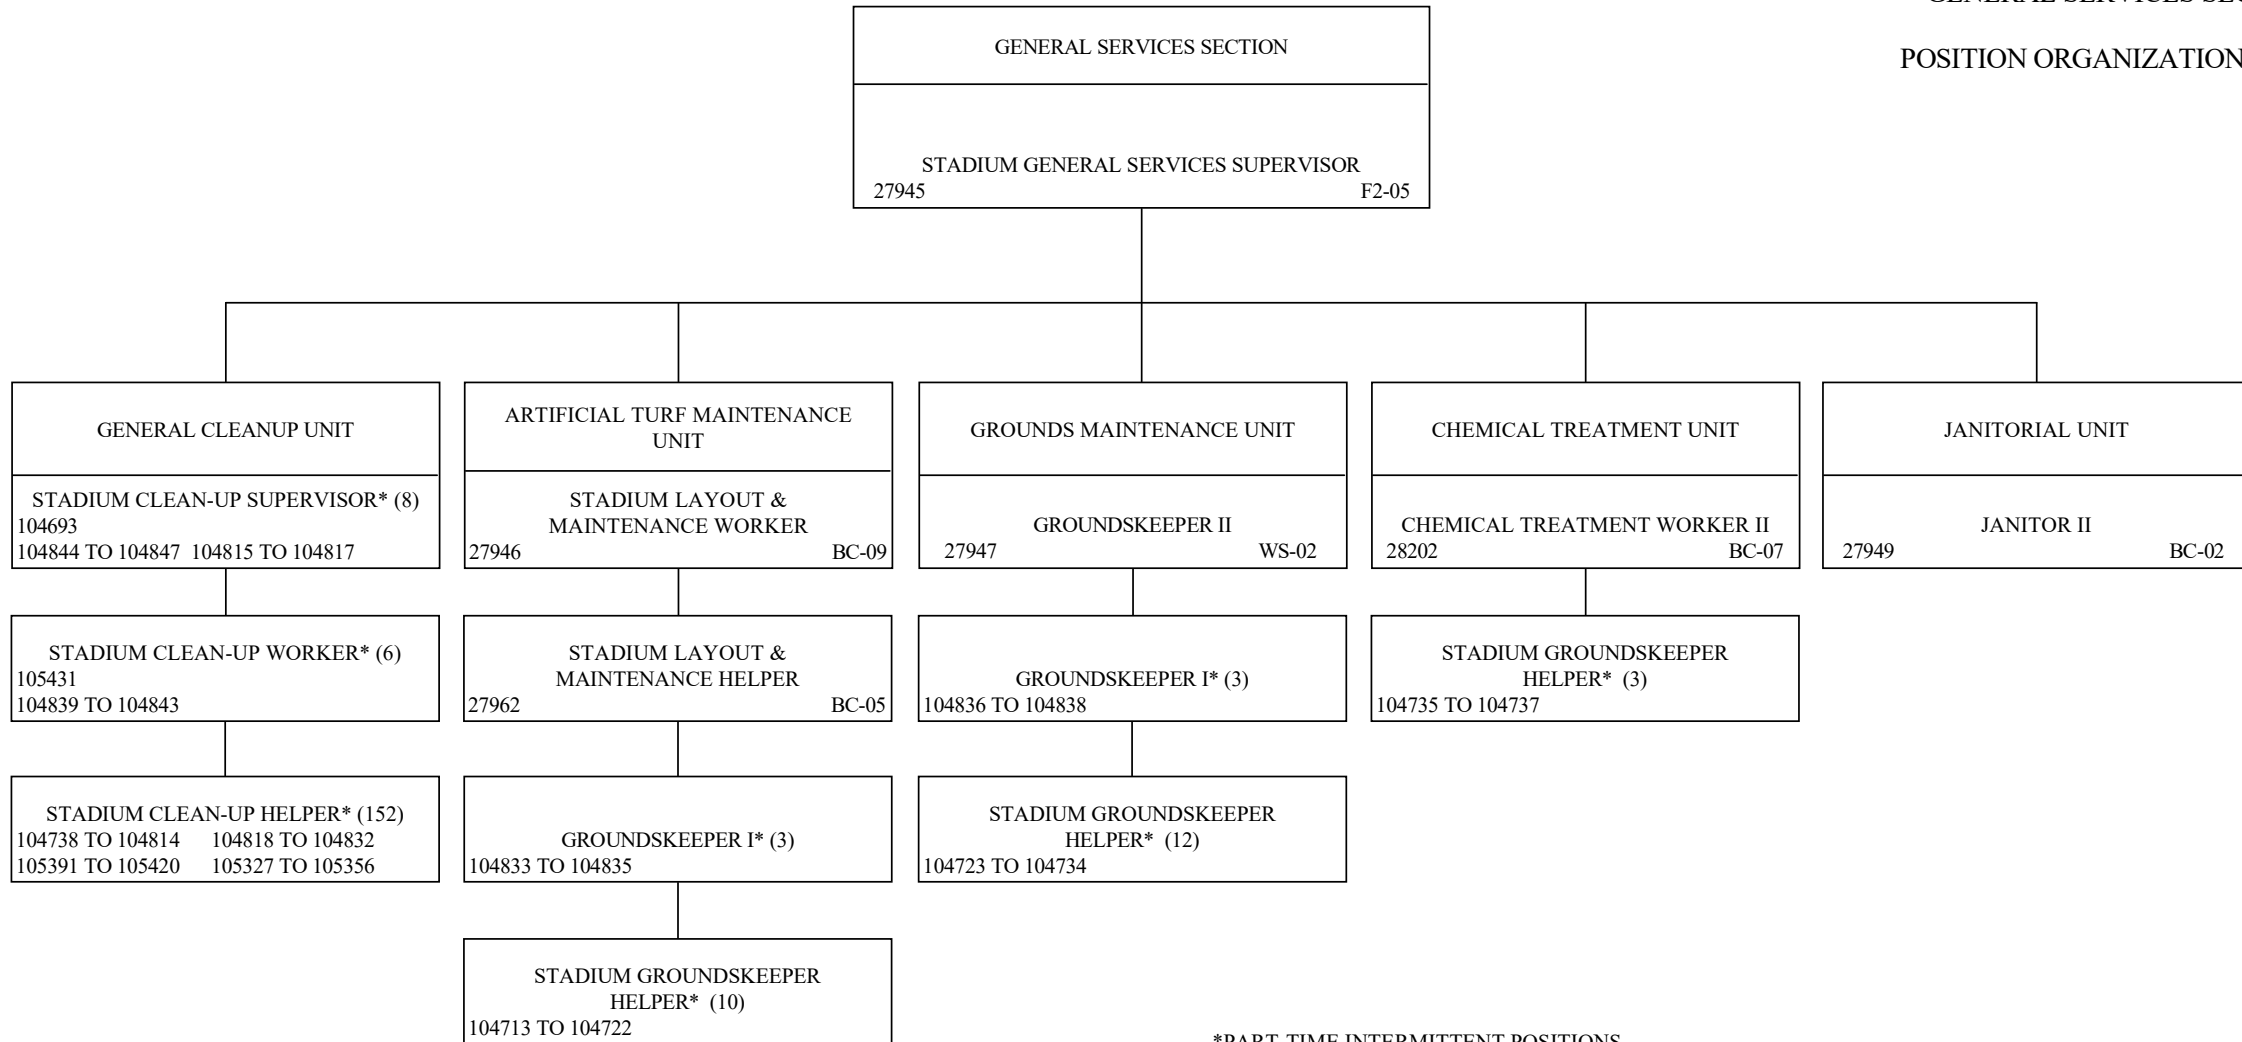 GENERAL SERVICES
POSITION ORGANIZATION
GENERAL SERVICES SECTION
STADIUM GENERAL SERVICES SUPERVISOR
27945 F2-05
GENERAL CLEANUP UNIT
STADIUM CLEAN-UP SUPERVISOR* (8)
104693
104844 TO 104847 104815 TO 104817
STADIUM CLEAN-UP WORKER* (6)
105431
104839 TO 104843
STADIUM CLEAN-UP HELPER* (152)
104738 TO 104814 104818 TO 104832
105391 TO 105420 105327 TO 105356
ARTIFICIAL TURF MAINTENANCE
UNIT
STADIUM LAYOUT &
MAINTENANCE WORKER
27946 BC-09
STADIUM LAYOUT &
MAINTENANCE HELPER
27962 BC-05
GROUNDSKEEPER I* (3)
104833 TO 104835
STADIUM GROUNDSKEEPER
HELPER* (10)
104713 TO 104722
GROUNDS MAINTENANCE UNIT
GROUNDSKEEPER II
27947 WS-02
GROUNDSKEEPER I* (3)
104836 TO 104838
STADIUM GROUNDSKEEPER
HELPER* (12)
104723 TO 104734
CHEMICAL TREATMENT UNIT
CHEMICAL TREATMENT WORKER II
28202 BC-07
STADIUM GROUNDSKEEPER
HELPER* (3)
104735 TO 104737
JANITORIAL UNIT
JANITOR II
27949 BC-02
*PART-TIME INTERMITTENT POSITIONS